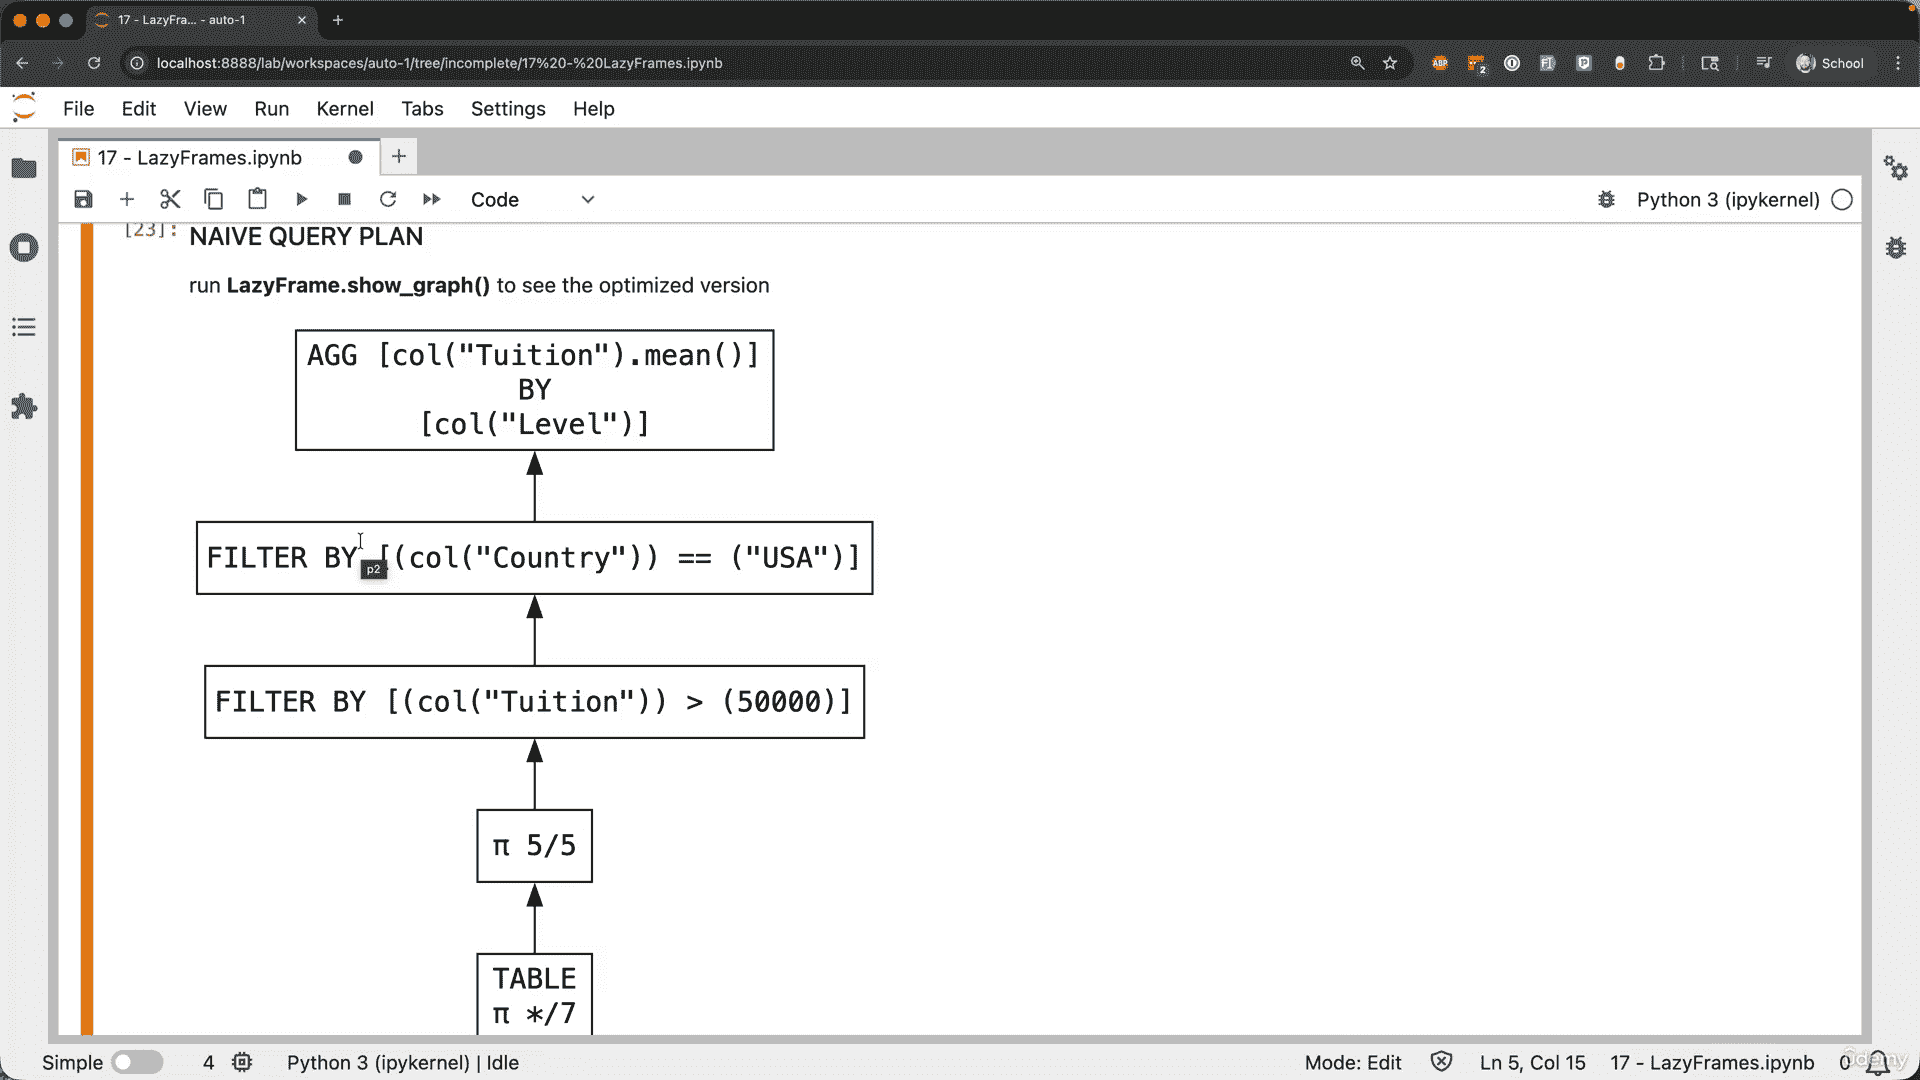 17 - LazyFra... - auto-1
localhost:8888/lab/workspaces/auto-1/tree/incomplete/17%20-%20LazyFrames.ipynb
ABP
2
School
File Edit View Run Kernel Tabs Settings Help
17 - LazyFrames.ipynb
Code
Python 3 (ipykernel)
[23]:
NAIVE QUERY PLAN
run LazyFrame.show_graph() to see the optimized version
AGG [col("Tuition").mean()]
BY
[col("Level")]
FILTER BY [(col("Country")) == ("USA")]
p2
FILTER BY [(col("Tuition")) > (50000)]
π 5/5
TABLE
π */7
Simple 4 Python 3 (ipykernel) | Idle Mode: Edit Ln 5, Col 15 17 - LazyFrames.ipynb 0
Udemy